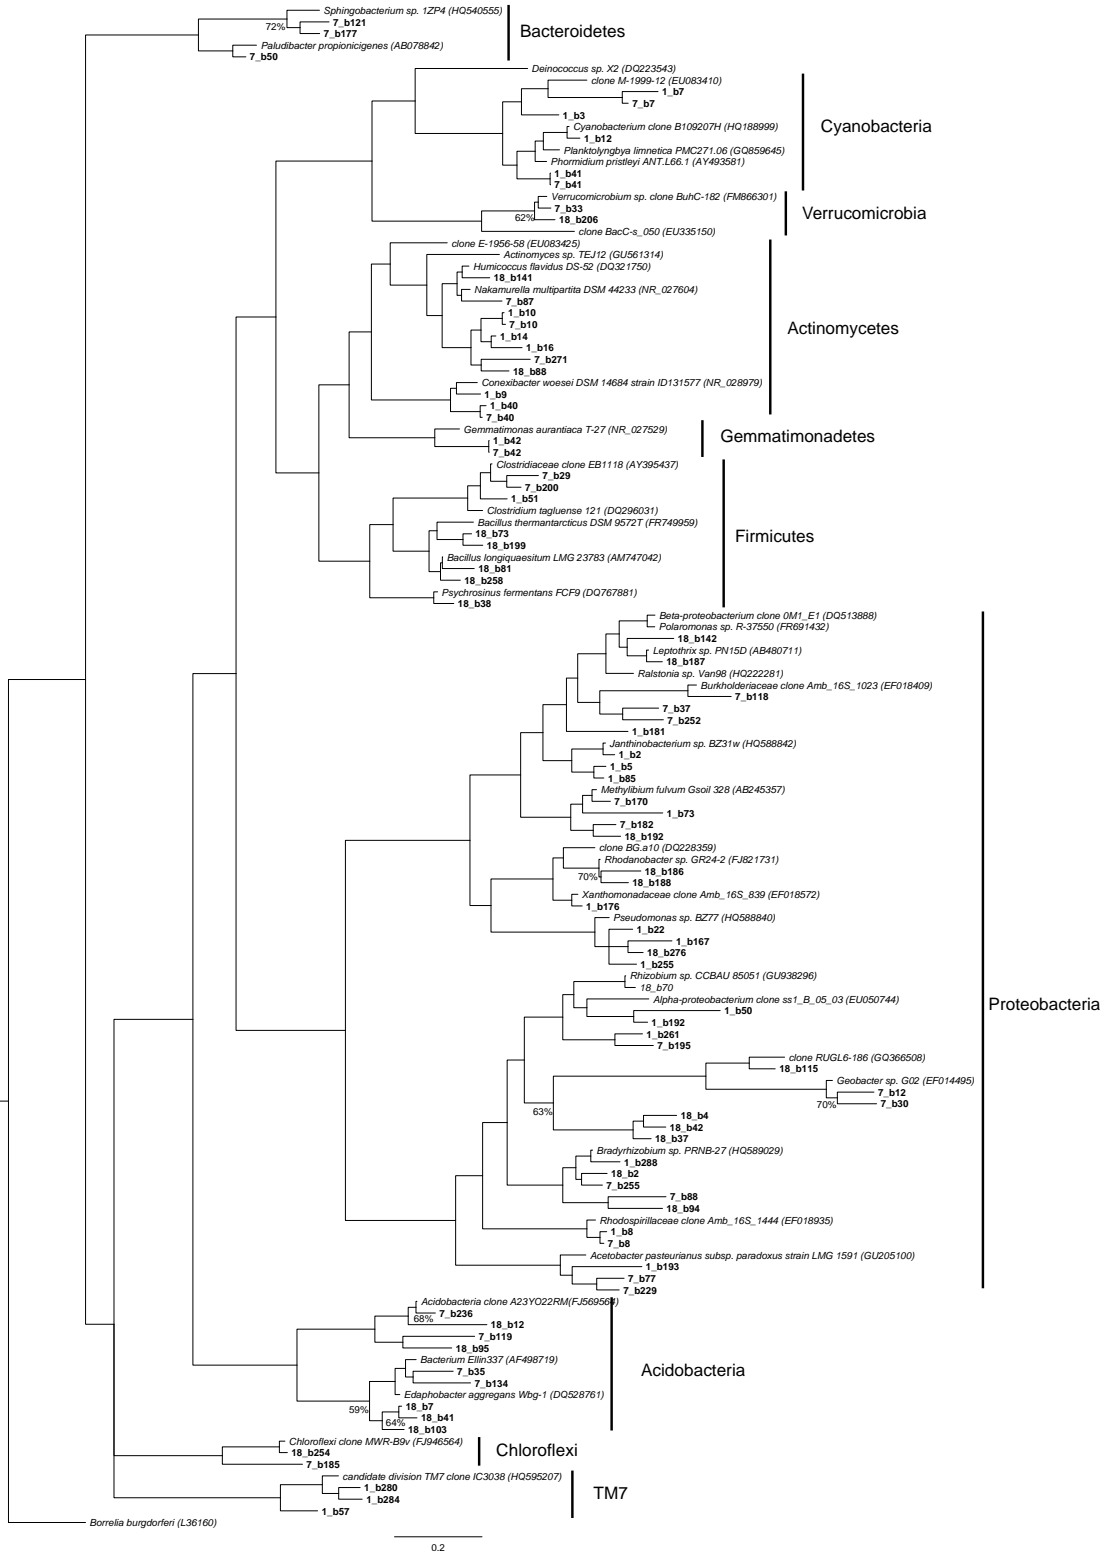 Sphingobacterium sp. 1ZP4 (HQ540555)
7_b121
72%
7_b177
Bacteroidetes
Paludibacter propionicigenes (AB078842)
7_b50
Deinococcus sp. X2 (DQ223543)
clone M-1999-12 (EU083410)
1_b7
7_b7
1_b3
Cyanobacterium clone B109207H (HQ188999)
Cyanobacteria
1_b12
Planktolyngbya limnetica PMC271.06 (GQ859645)
Phormidium pristleyi ANT.L66.1 (AY493581)
1_b41
7_b41
Verrucomicrobium sp. clone BuhC-182 (FM866301)
7_b33
Verrucomicrobia
62%
18_b206
clone BacC-s_050 (EU335150)
clone E-1956-58 (EU083425)
Actinomyces sp. TEJ12 (GU561314)
Humicoccus flavidus DS-52 (DQ321750)
18_b141
Nakamurella multipartita DSM 44233 (NR_027604)
7_b87
1_b10
7_b10
Actinomycetes
1_b14
1_b16
7_b271
18_b88
Conexibacter woesei DSM 14684 strain ID131577 (NR_028979)
1_b9
1_b40
7_b40
Gemmatimonas aurantiaca T-27 (NR_027529)
Gemmatimonadetes
1_b42
7_b42
Clostridiaceae clone EB1118 (AY395437)
7_b29
7_b200
1_b51
Clostridium tagluense 121 (DQ296031)
Bacillus thermantarcticus DSM 9572T (FR749959)
18_b73
Firmicutes
18_b199
Bacillus longiquaesitum LMG 23783 (AM747042)
18_b81
18_b258
Psychrosinus fermentans FCF9 (DQ767881)
18_b38
Beta-proteobacterium clone 0M1_E1 (DQ513888)
Polaromonas sp. R-37550 (FR691432)
18_b142
Leptothrix sp. PN15D (AB480711)
18_b187
Ralstonia sp. Van98 (HQ222281)
Burkholderiaceae clone Amb_16S_1023 (EF018409)
7_b118
7_b37
7_b252
1_b181
Janthinobacterium sp. BZ31w (HQ588842)
1_b2
1_b5
1_b85
Methylibium fulvum Gsoil 328 (AB245357)
7_b170
1_b73
7_b182
18_b192
clone BG.a10 (DQ228359)
Rhodanobacter sp. GR24-2 (FJ821731)
18_b186
70%
18_b188
Xanthomonadaceae clone Amb_16S_839 (EF018572)
1_b176
Pseudomonas sp. BZ77 (HQ588840)
1_b22
1_b167
18_b276
1_b255
Rhizobium sp. CCBAU 85051 (GU938296)
18_b70
Alpha-proteobacterium clone ss1_B_05_03 (EU050744)
Proteobacteria
1_b50
1_b192
1_b261
7_b195
clone RUGL6-186 (GQ366508)
18_b115
Geobacter sp. G02 (EF014495)
7_b12
70%
7_b30
63%
18_b4
18_b42
18_b37
Bradyrhizobium sp. PRNB-27 (HQ589029)
1_b288
18_b2
7_b255
7_b88
18_b94
Rhodospirillaceae clone Amb_16S_1444 (EF018935)
1_b8
7_b8
Acetobacter pasteurianus subsp. paradoxus strain LMG 1591 (GU205100)
1_b193
7_b77
7_b229
Acidobacteria clone A23YO22RM(FJ569564)
7_b236
68%
18_b12
7_b119
18_b95
Bacterium Ellin337 (AF498719)
Acidobacteria
7_b35
7_b134
Edaphobacter aggregans Wbg-1 (DQ528761)
59%
18_b7
18_b41
64%
18_b103
Chloroflexi clone MWR-B9v (FJ946564)
Chloroflexi
18_b254
7_b185
candidate division TM7 clone IC3038 (HQ595207)
1_b280
TM7
1_b284
1_b57
Borrelia burgdorferi (L36160)
0.2